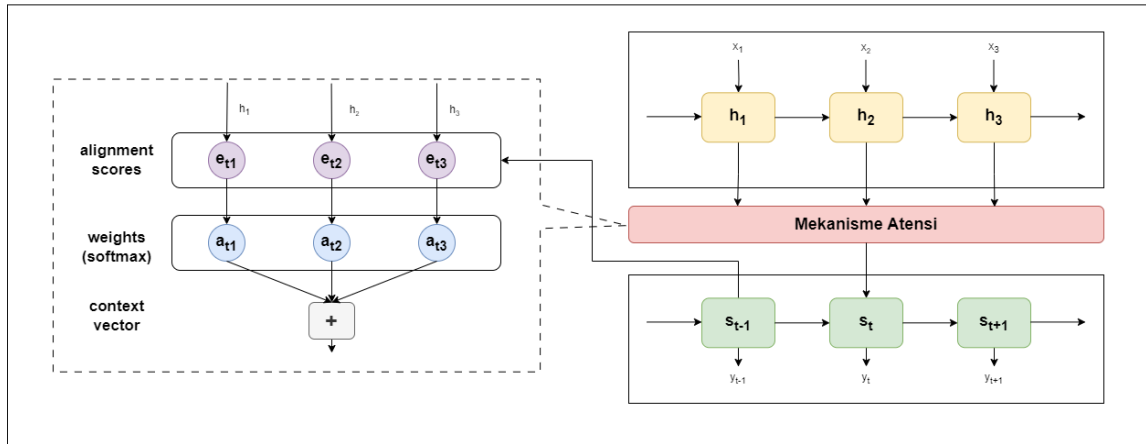 h₁ h₂ h₃
alignment
scores
eₜ₁ eₜ₂ eₜ₃
weights
(softmax)
aₜ₁ aₜ₂ aₜ₃
context
vector
+
x₁ x₂ x₃
h₁ h₂ h₃
Mekanisme Atensi
sₜ₋₁ sₜ sₜ₊₁
yₜ₋₁ yₜ yₜ₊₁